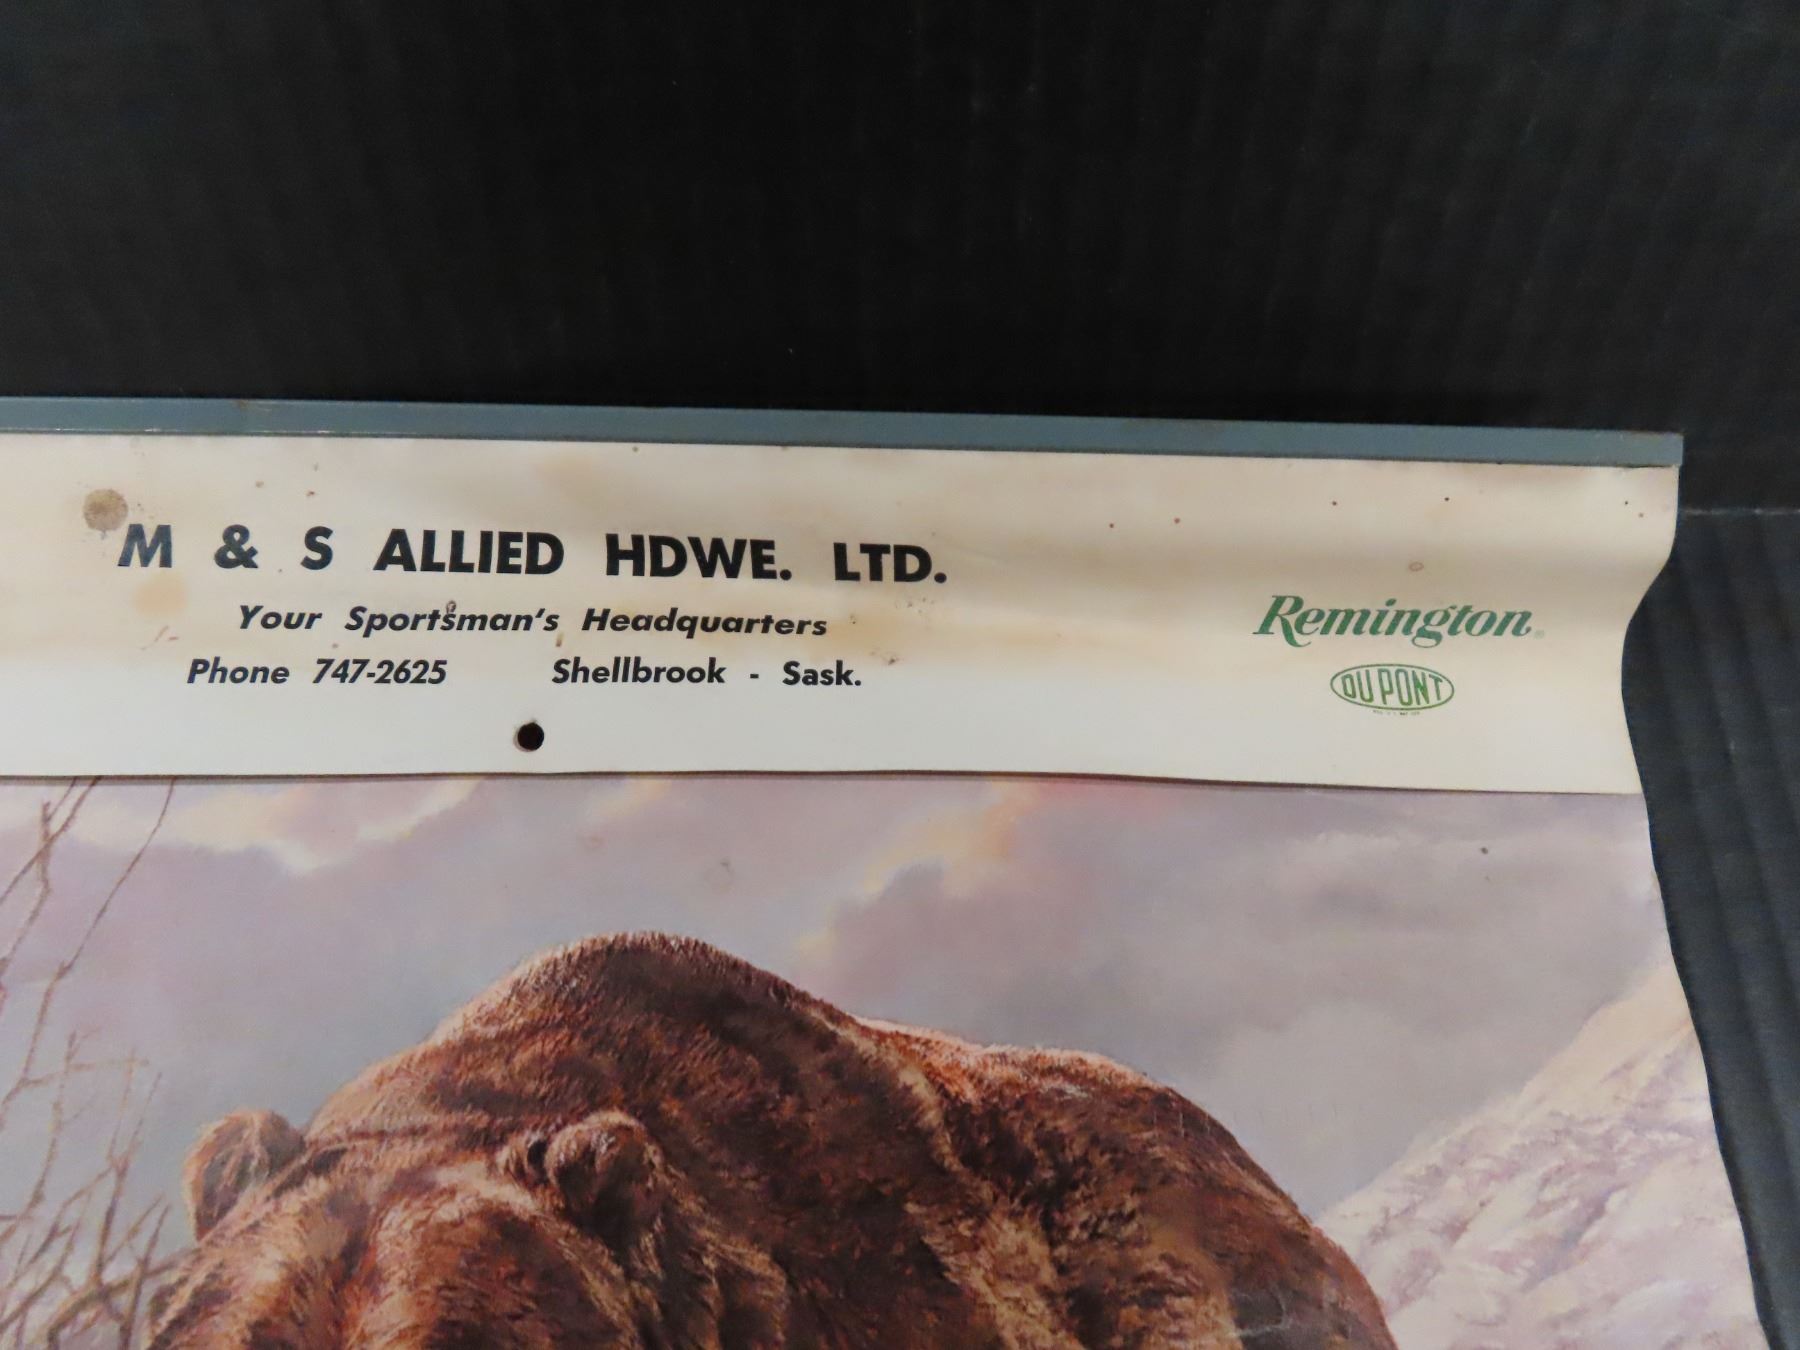 M & S ALLIED HDWE. LTD.
Your Sportsman's Headquarters
Phone 747-2625 Shellbrook - Sask.
Remington®
DU PONT